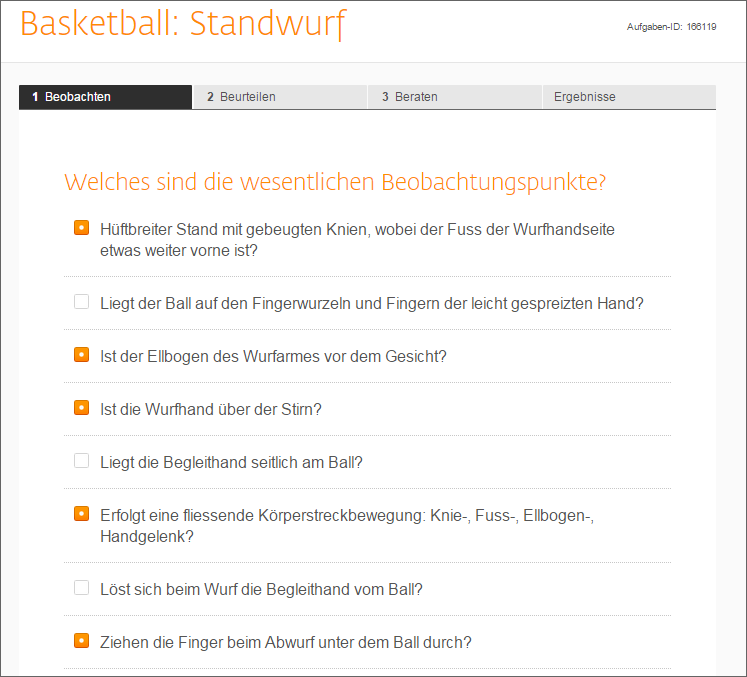 Basketball: Standwurf
Aufgaben-ID: 166119
1 Beobachten
2 Beurteilen
3 Beraten
Ergebnisse
Welches sind die wesentlichen Beobachtungspunkte?
Hüftbreiter Stand mit gebeugten Knien, wobei der Fuss der Wurfhandseite
etwas weiter vorne ist?
Liegt der Ball auf den Fingerwurzeln und Fingern der leicht gespreizten Hand?
Ist der Ellbogen des Wurfarmes vor dem Gesicht?
Ist die Wurfhand über der Stirn?
Liegt die Begleithand seitlich am Ball?
Erfolgt eine fliessende Körperstreckbewegung: Knie-, Fuss-, Ellbogen-,
Handgelenk?
Löst sich beim Wurf die Begleithand vom Ball?
Ziehen die Finger beim Abwurf unter dem Ball durch?